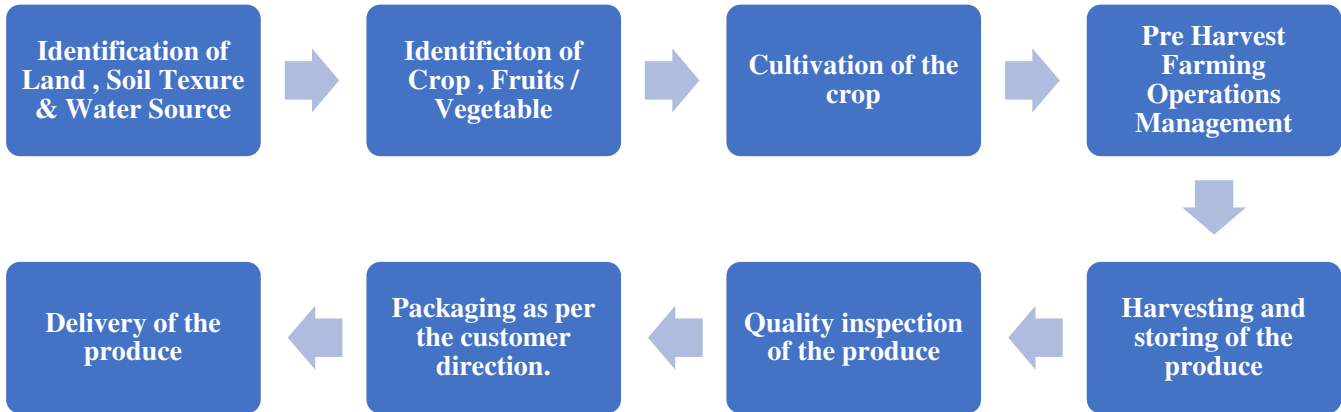 Identification of
Land , Soil Texure
& Water Source
Identificiton of
Crop , Fruits /
Vegetable
Cultivation of the
crop
Pre Harvest
Farming
Operations
Management
Harvesting and
storing of the
produce
Quality inspection
of the produce
Packaging as per
the customer
direction.
Delivery of the
produce